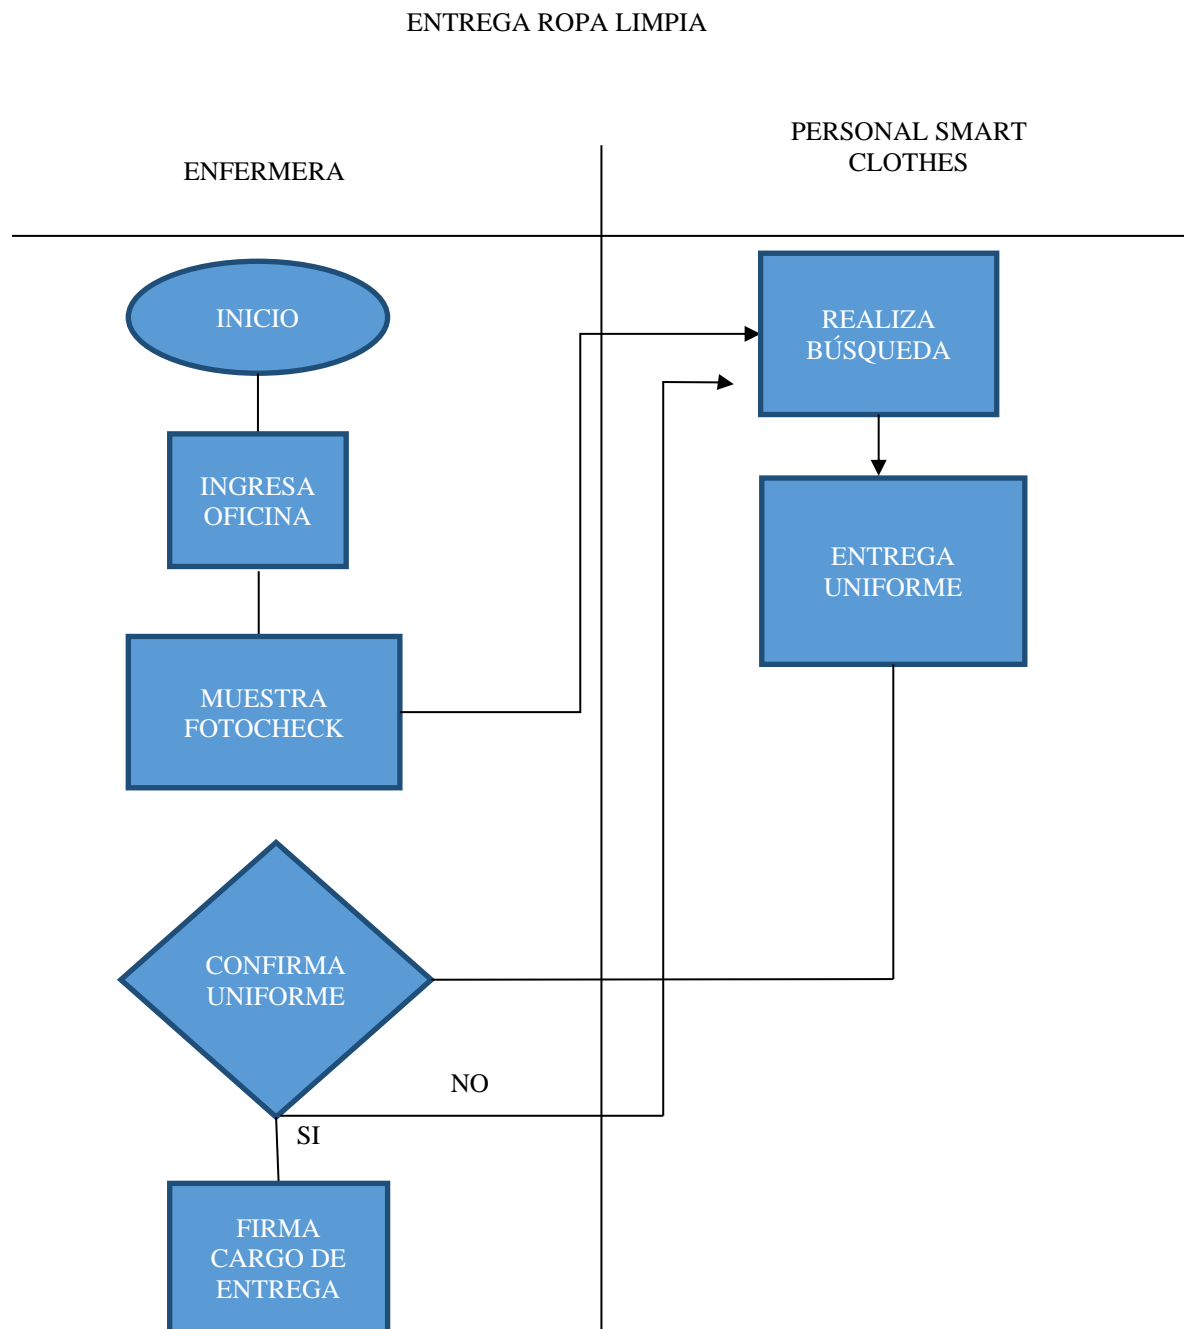 ENTREGA ROPA LIMPIA
ENFERMERA
PERSONAL SMART
CLOTHES
INICIO
INGRESA
OFICINA
MUESTRA
FOTOCHECK
REALIZA
BÚSQUEDA
ENTREGA
UNIFORME
CONFIRMA
UNIFORME
NO
SI
FIRMA
CARGO DE
ENTREGA